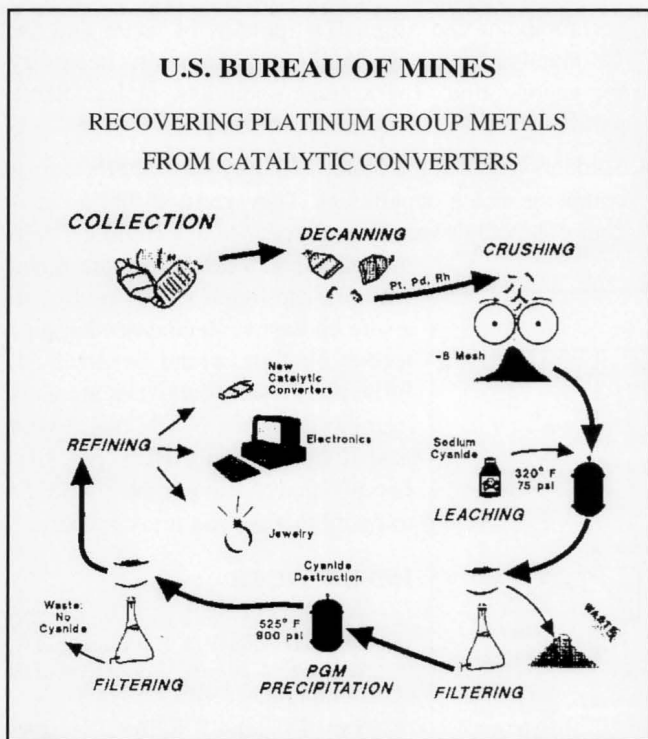 U.S. BUREAU OF MINES
RECOVERING PLATINUM GROUP METALS
FROM CATALYTIC CONVERTERS
COLLECTION
DECANNING
CRUSHING
Pt, Pd, Rh
-8 Mesh
New
Catalytic
Converters
Electronics
REFINING
Jewelry
Sodium
Cyanide
320° F
75 psi
LEACHING
Cyanide
Destruction
Waste:
No
Cyanide
525° F
900 psi
WASTE
FILTERING
PGM
PRECIPITATION
FILTERING